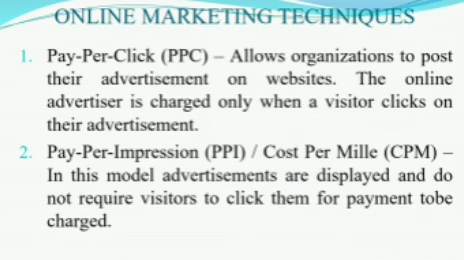 ONLINE MARKETING TECHNIQUES
1. Pay-Per-Click (PPC) – Allows organizations to post
their advertisement on websites. The online
advertiser is charged only when a visitor clicks on
their advertisement.
2. Pay-Per-Impression (PPI) / Cost Per Mille (CPM) –
In this model advertisements are displayed and do
not require visitors to click them for payment tobe
charged.